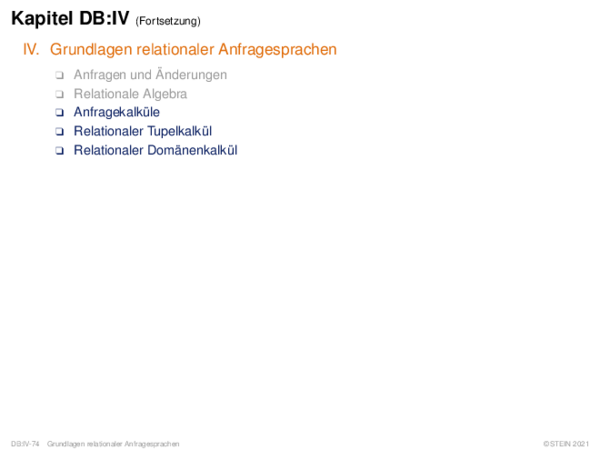 Kapitel DB:IV (Fortsetzung)
IV. Grundlagen relationaler Anfragesprachen
❑ Anfragen und Änderungen
❑ Relationale Algebra
❑ Anfragekalküle
❑ Relationaler Tupelkalkül
❑ Relationaler Domänenkalkül
DB:IV-74 Grundlagen relationaler Anfragesprachen ©STEIN 2021